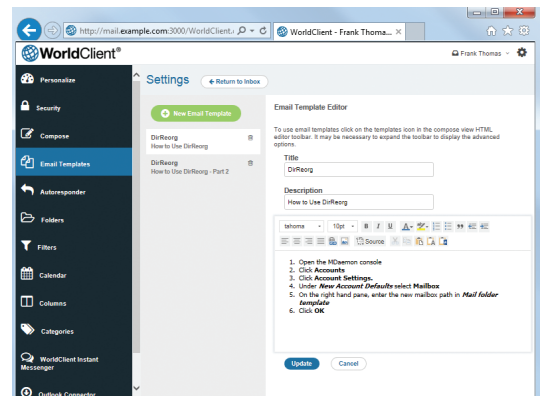 http://mail.example.com:3000/WorldClient.
WorldClient - Frank Thoma...
WorldClient®
Frank Thomas
Personalize
Security
Compose
Email Templates
Autoresponder
Folders
Filters
Calendar
Columns
Categories
WorldClient Instant
Messenger
Outlook Connector
Settings
Return to Inbox
New Email Template
DirReorg
How to Use DirReorg
DirReorg
How to Use DirReorg - Part 2
Email Template Editor
To use email templates click on the templates icon in the compose view HTML
editor toolbar. It may be necessary to expand the toolbar to display the advanced
options.
Title
DirReorg
Description
How to Use DirReorg
tahoma 10pt B I U A
Source
1. Open the MDaemon console
2. Click Accounts
3. Click Account Settings.
4. Under New Account Defaults select Mailbox
5. On the right hand pane, enter the new mailbox path in Mail folder
template
6. Click OK
Update Cancel